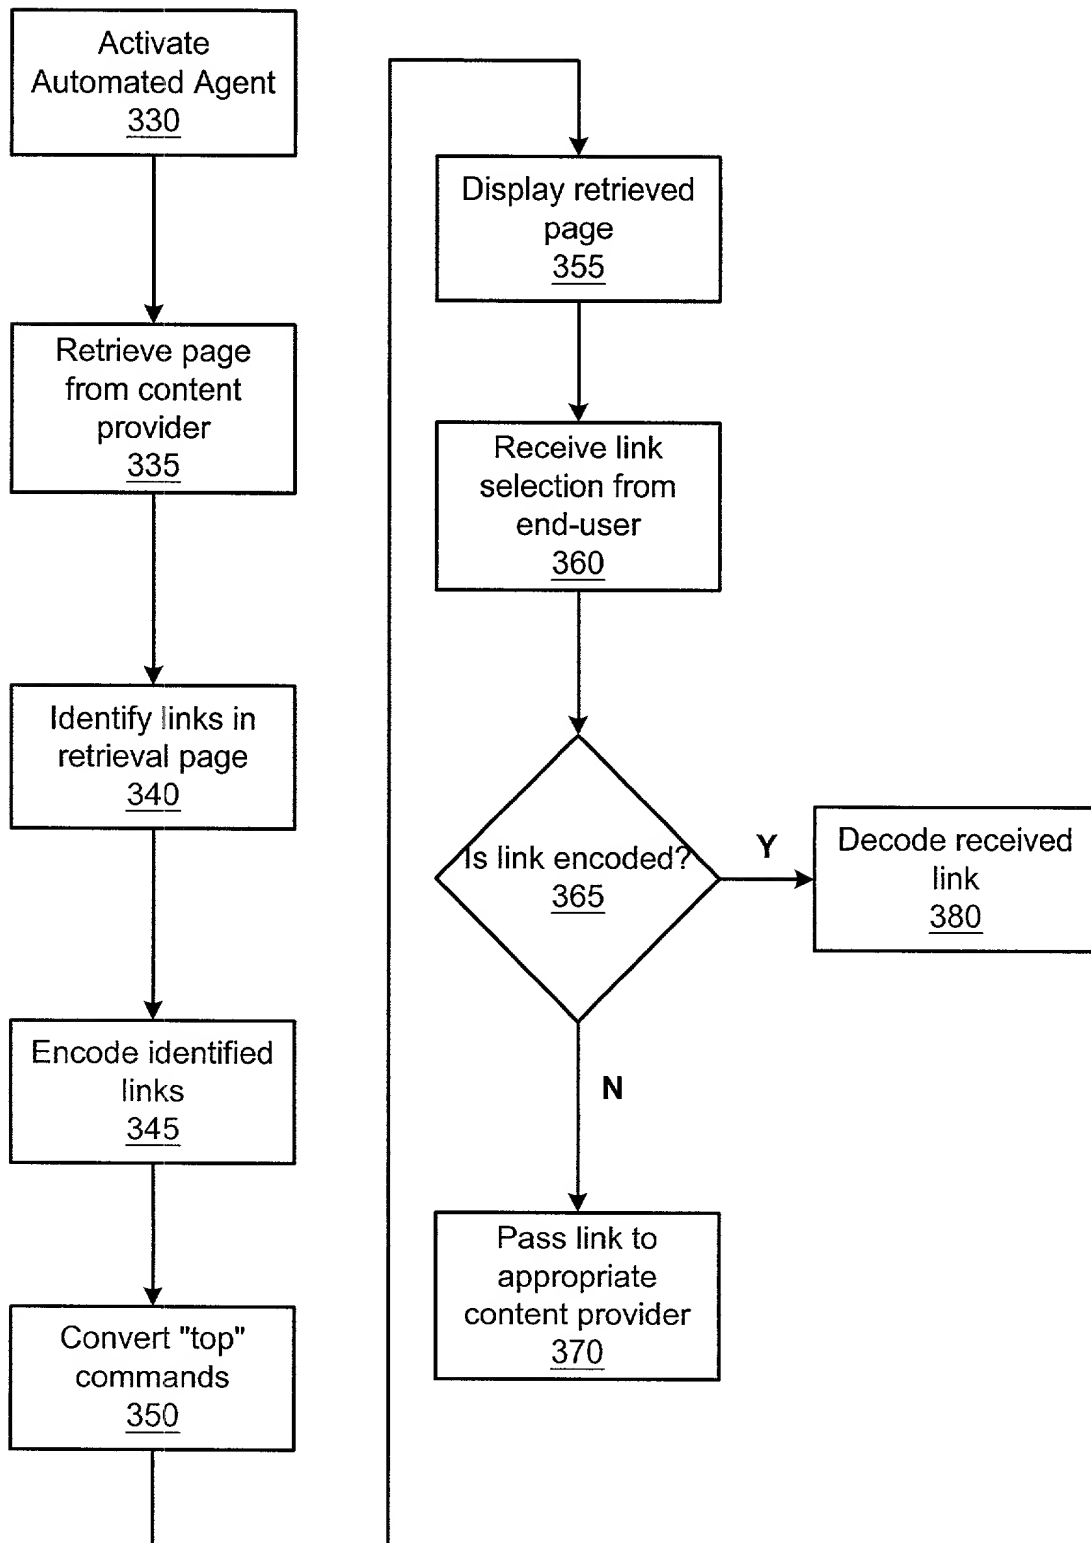 Activate
Automated Agent
330
Retrieve page
from content
provider
335
Identify links in
retrieval page
340
Encode identified
links
345
Convert "top"
commands
350
Display retrieved
page
355
Receive link
selection from
end-user
360
Is link encoded?
365
Y
Decode received
link
380
N
Pass link to
appropriate
content provider
370